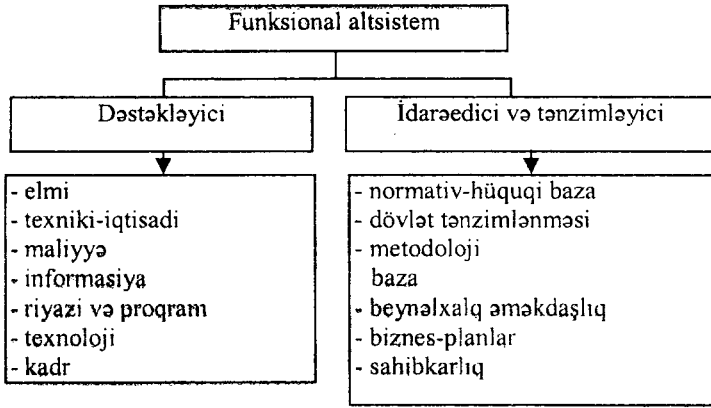 Funksional altsistem
Dəstəkləyici
İdarəedici və tənzimləyici
- elmi
- texniki-iqtisadi
- maliyyə
- informasiya
- riyazi və proqram
- texnoloji
- kadr
- normativ-hüquqi baza
- dövlət tənzimlənməsi
- metodoloji
baza
- beynəlxalq əməkdaşlıq
- biznes-planlar
- sahibkarlıq